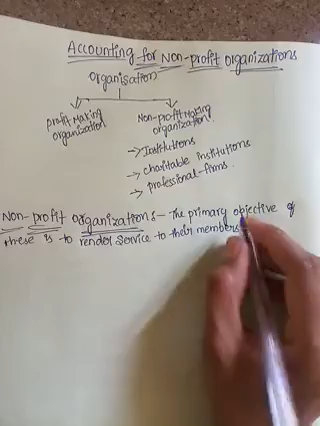 Accounting for Non-profit organizations
organisation
profit Making organization
Non-profit Making organization
→ Institutions
→ charitable institutions
→ professional-firms.
Non-profit organizations - The primary objective of
these is to render service to their members